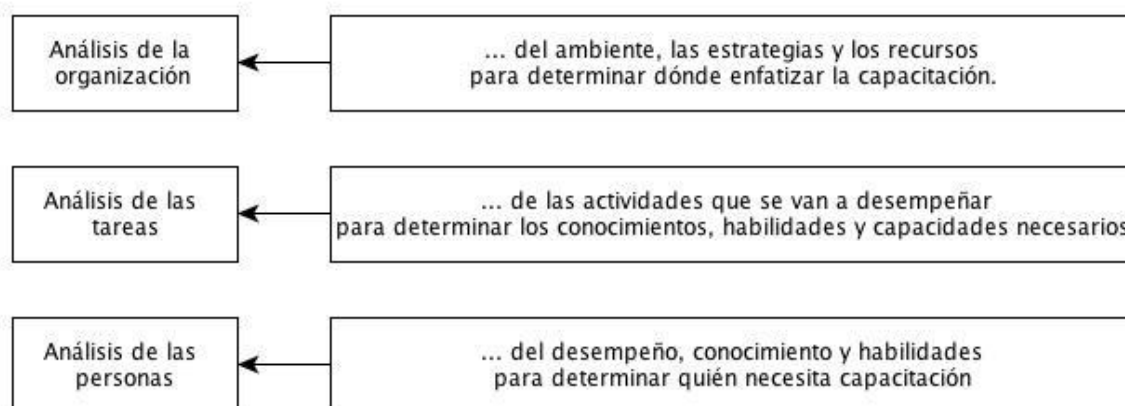 Análisis de la
organización
... del ambiente, las estrategias y los recursos
para determinar dónde enfatizar la capacitación.
Análisis de las
tareas
... de las actividades que se van a desempeñar
para determinar los conocimientos, habilidades y capacidades necesarios
Análisis de las
personas
... del desempeño, conocimiento y habilidades
para determinar quién necesita capacitación